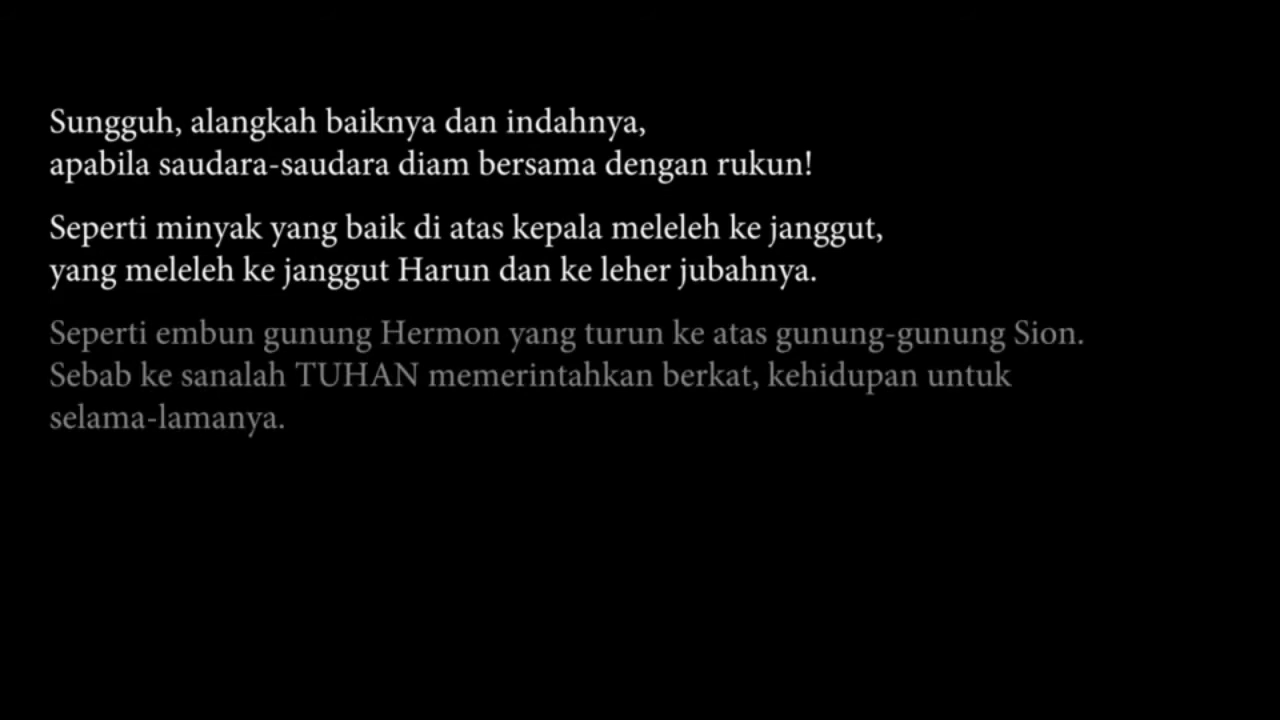 Sungguh, alangkah baiknya dan indahnya,
apabila saudara-saudara diam bersama dengan rukun!
Seperti minyak yang baik di atas kepala meleleh ke janggut,
yang meleleh ke janggut Harun dan ke leher jubahnya.
Seperti embun gunung Hermon yang turun ke atas gunung-gunung Sion.
Sebab ke sanalah TUHAN memerintahkan berkat, kehidupan untuk
selama-lamanya.